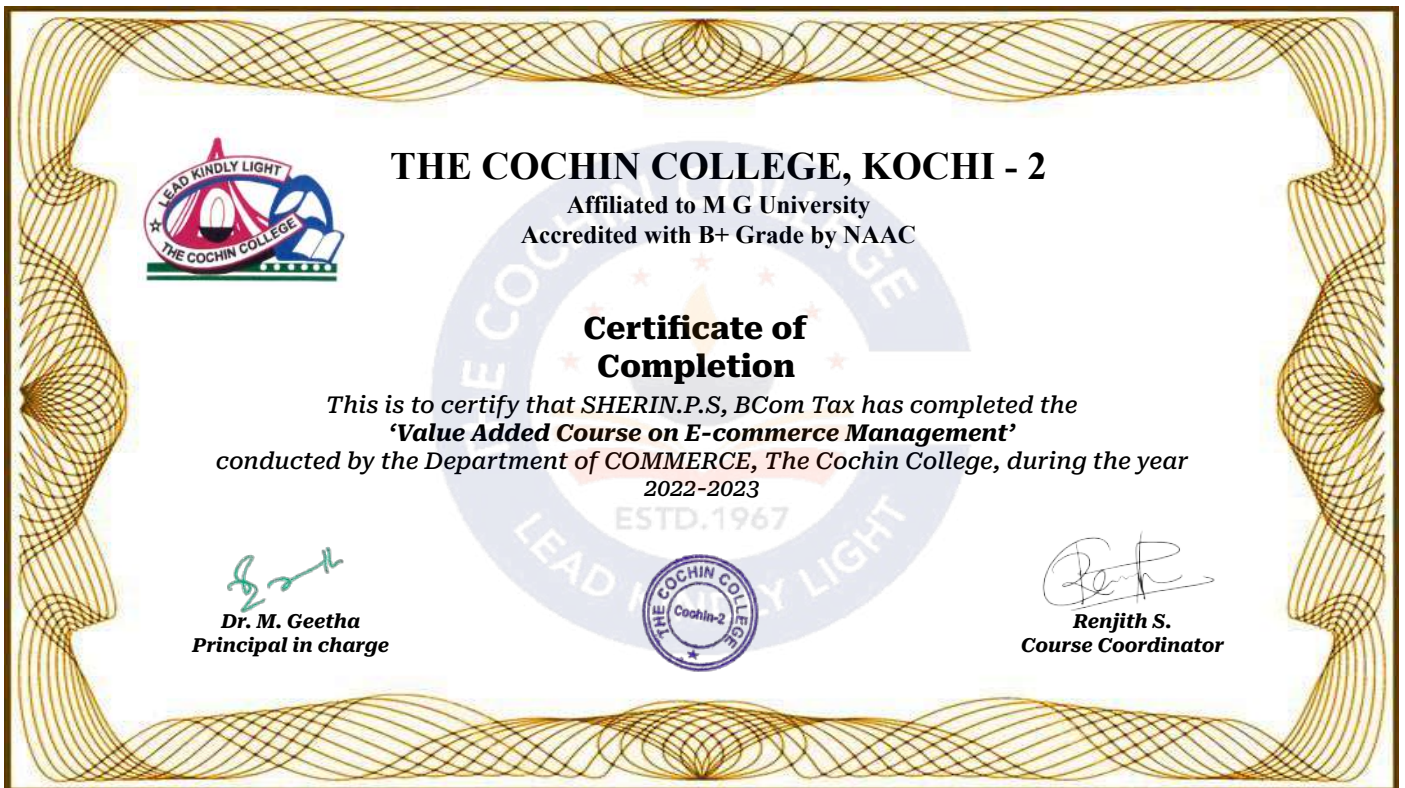 LEAD KINDLY LIGHT
THE COCHIN COLLEGE
THE COCHIN COLLEGE, KOCHI - 2
Affiliated to M G University
Accredited with B+ Grade by NAAC
THE COCHIN COLLEGE
Certificate of
Completion
This is to certify that SHERIN.P.S, BCom Tax has completed the
‘Value Added Course on E-commerce Management’
conducted by the Department of COMMERCE, The Cochin College, during the year
2022-2023
ESTD.1967
LEAD KINDLY LIGHT
THE COCHIN COLLEGE
Cochin-2
Dr. M. Geetha
Principal in charge
Renjith S.
Course Coordinator